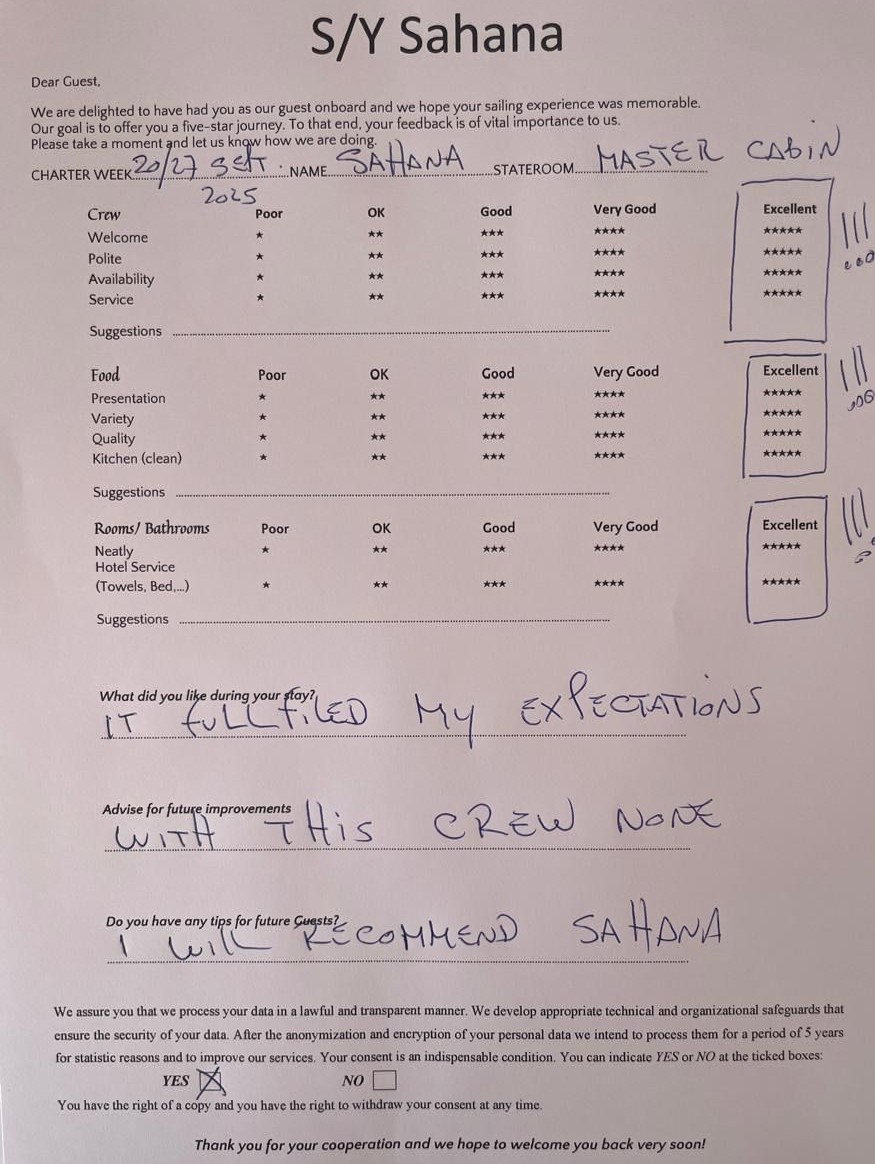 S/Y Sahana
Dear Guest,
We are delighted to have had you as our guest onboard and we hope your sailing experience was memorable.
Our goal is to offer you a five-star journey. To that end, your feedback is of vital importance to us.
Please take a moment and let us know how we are doing.
CHARTER WEEK 20/27 SET. NAME SAHANA STATEROOM MASTER CABIN
2025
Crew Poor OK Good Very Good Excellent !!!
Welcome ★ ★★ ★★★ ★★★★ ★★★★★
Polite ★ ★★ ★★★ ★★★★ ★★★★★
Availability ★ ★★ ★★★ ★★★★ ★★★★★
Service ★ ★★ ★★★ ★★★★ ★★★★★
Suggestions
Food Poor OK Good Very Good Excellent !!!
Presentation ★ ★★ ★★★ ★★★★ ★★★★★
Variety ★ ★★ ★★★ ★★★★ ★★★★★
Quality ★ ★★ ★★★ ★★★★ ★★★★★
Kitchen (clean) ★ ★★ ★★★ ★★★★ ★★★★★
Suggestions
Rooms/ Bathrooms Poor OK Good Very Good Excellent !!!
Neatly ★ ★★ ★★★ ★★★★ ★★★★★
Hotel Service
(Towels, Bed,...) ★ ★★ ★★★ ★★★★ ★★★★★
Suggestions
What did you like during your stay?
IT FULLFILED MY EXPECTATIONS
Advise for future improvements
WITH THIS CREW NONE
Do you have any tips for future Guests?
I WILL RECOMMEND SAHANA
We assure you that we process your data in a lawful and transparent manner. We develop appropriate technical and organizational safeguards that
ensure the security of your data. After the anonymization and encryption of your personal data we intend to process them for a period of 5 years
for statistic reasons and to improve our services. Your consent is an indispensable condition. You can indicate YES or NO at the ticked boxes:
YES ☒ NO ☐
You have the right of a copy and you have the right to withdraw your consent at any time.
Thank you for your cooperation and we hope to welcome you back very soon!